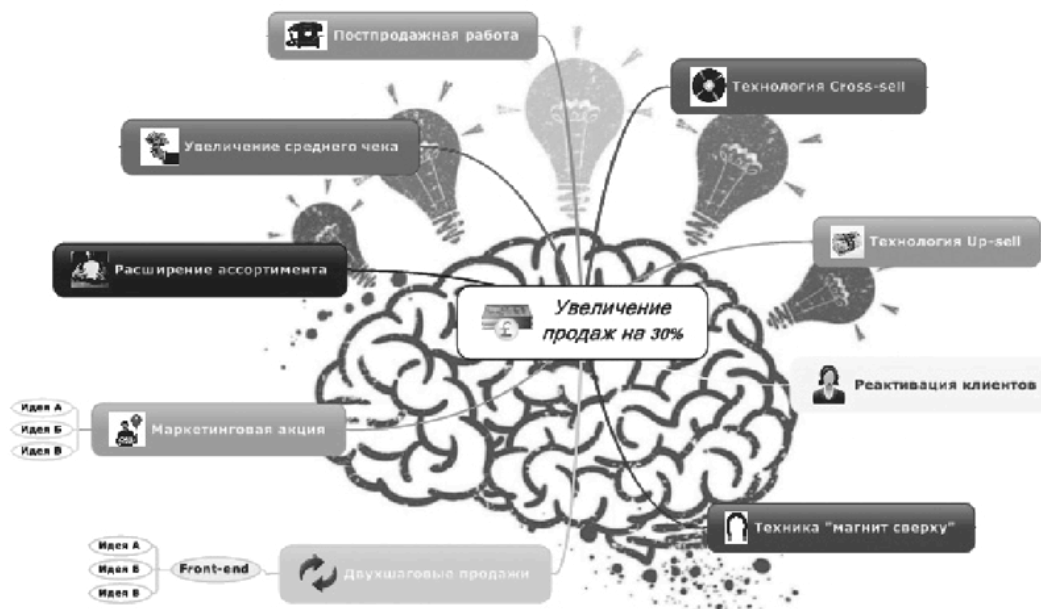 Постпродажная работа
Технология Cross-sell
Увеличение среднего чека
Технология Up-sell
Расширение ассортимента
Увеличение
продаж на 30%
Реактивация клиентов
Идея А
Идея Б
Идея В
Маркетинговая акция
Техника "магнит сверху"
Идея А
Идея Б
Идея В
Front-end
Двухшаговые продажи